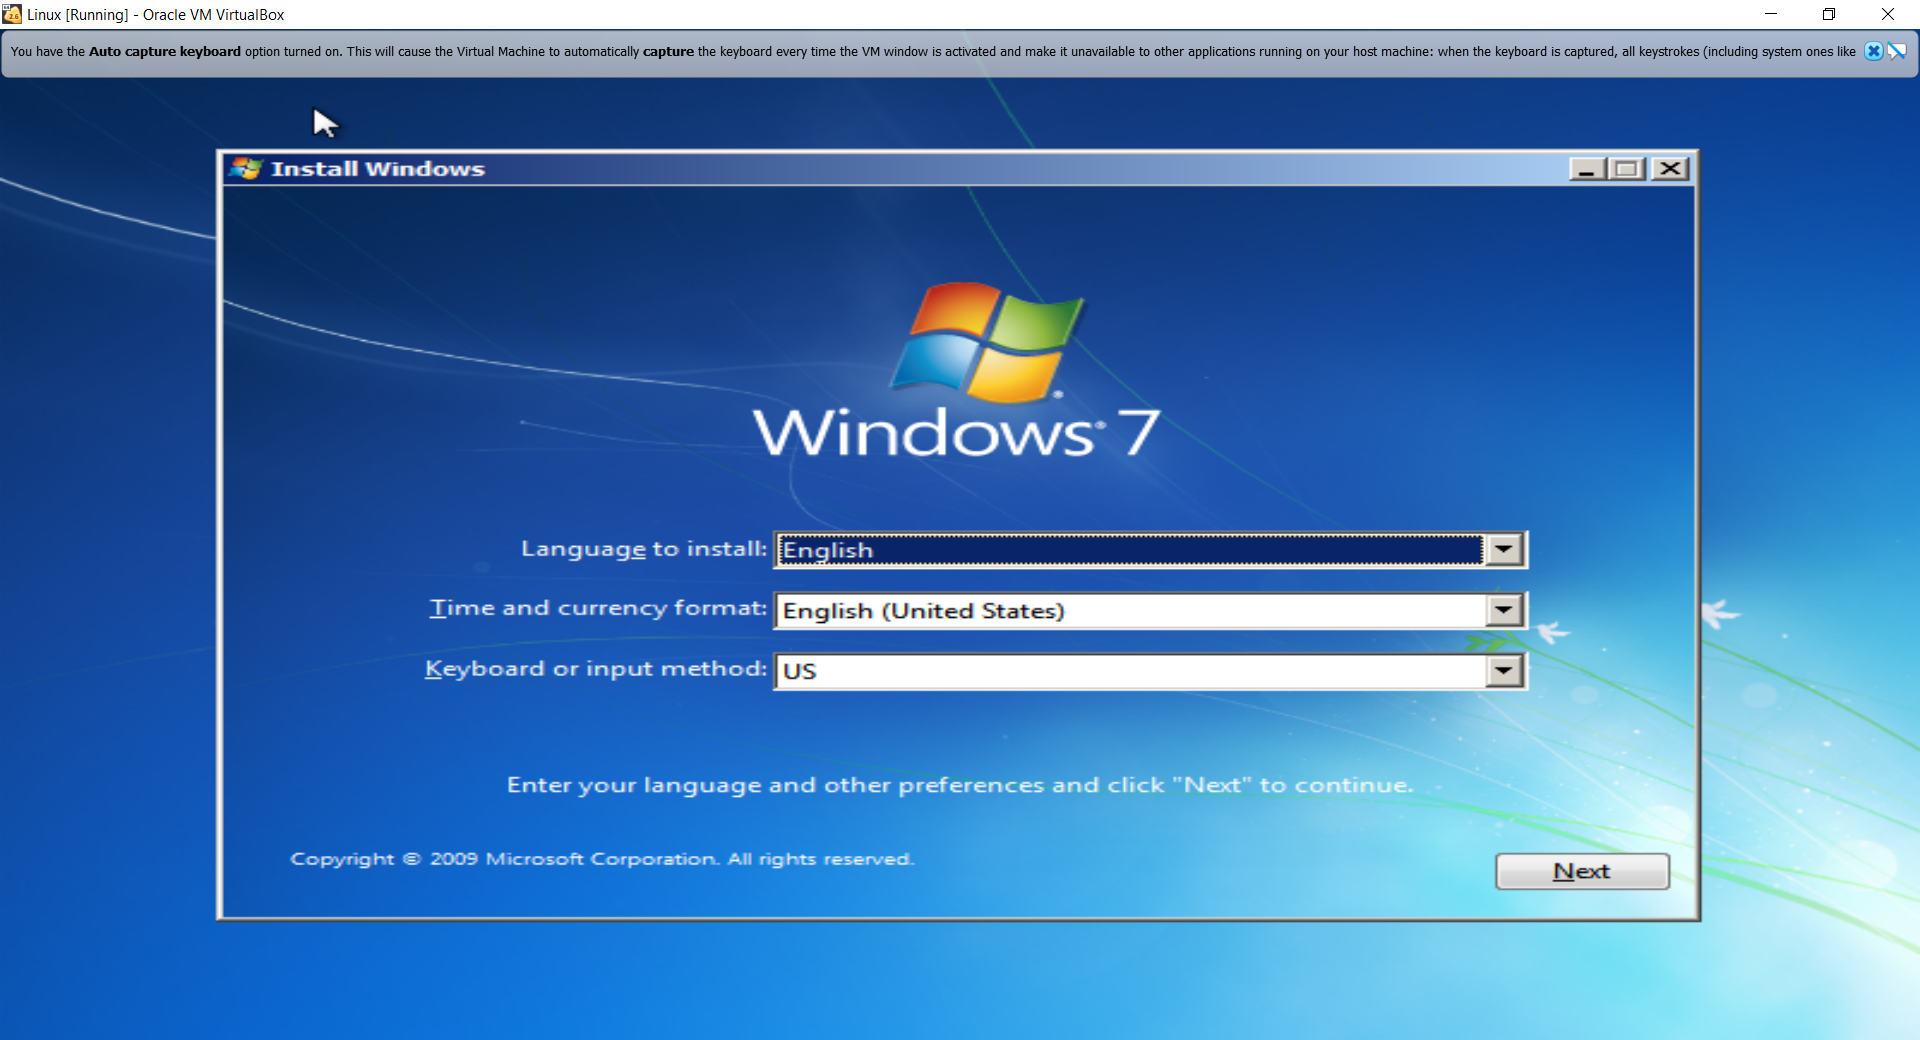 Linux [Running] - Oracle VM VirtualBox
You have the Auto capture keyboard option turned on. This will cause the Virtual Machine to automatically capture the keyboard every time the VM window is activated and make it unavailable to other applications running on your host machine: when the keyboard is captured, all keystrokes (including system ones like
Install Windows
Windows® 7
Language to install: English
Time and currency format: English (United States)
Keyboard or input method: US
Enter your language and other preferences and click "Next" to continue.
Copyright © 2009 Microsoft Corporation. All rights reserved.
Next